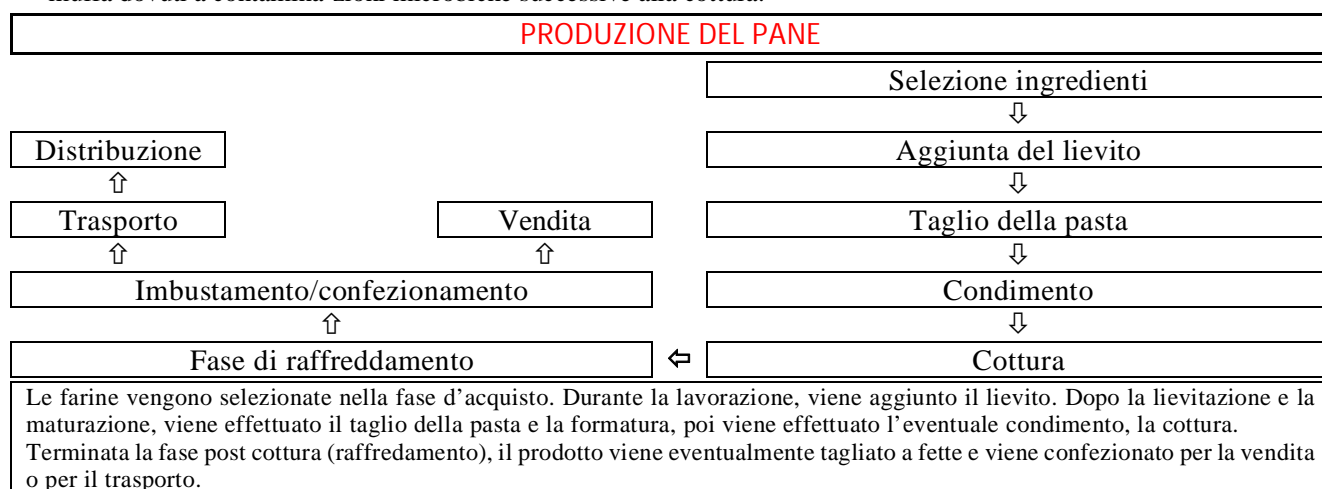 PRODUZIONE DEL PANE
Selezione ingredienti
⇩
Distribuzione Aggiunta del lievito
⇧ ⇩
Trasporto Vendita Taglio della pasta
⇧ ⇧ ⇩
Imbustamento/confezionamento Condimento
⇧ ⇩
Fase di raffreddamento ⇦ Cottura
Le farine vengono selezionate nella fase d’acquisto. Durante la lavorazione, viene aggiunto il lievito. Dopo la lievitazione e la
maturazione, viene effettuato il taglio della pasta e la formatura, poi viene effettuato l’eventuale condimento, la cottura.
Terminata la fase post cottura (raffredamento), il prodotto viene eventualmente tagliato a fette e viene confezionato per la vendita
o per il trasporto.